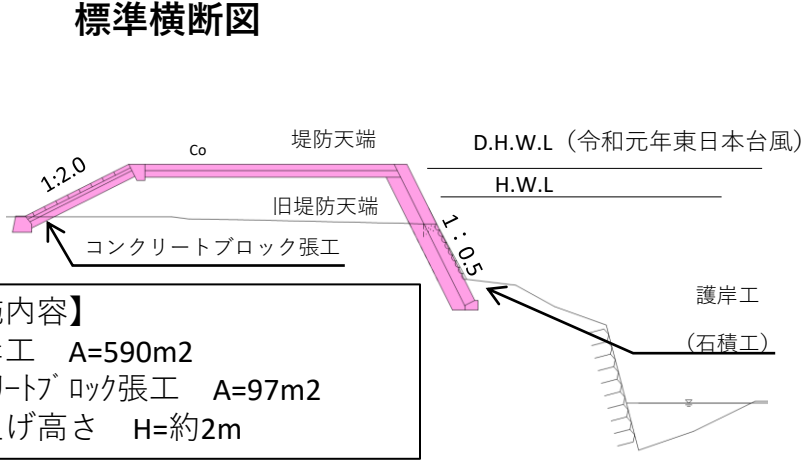 標準横断図
Co
堤防天端
D.H.W.L（令和元年東日本台風）
1:2.0
H.W.L
旧堤防天端
1：0.5
コンクリートブロック張工
護岸工
（石積工）
内容】
工　A=590m2
ﾘｰﾄﾌﾞﾛｯｸ張工　A=97m2
げ高さ　H=約2m